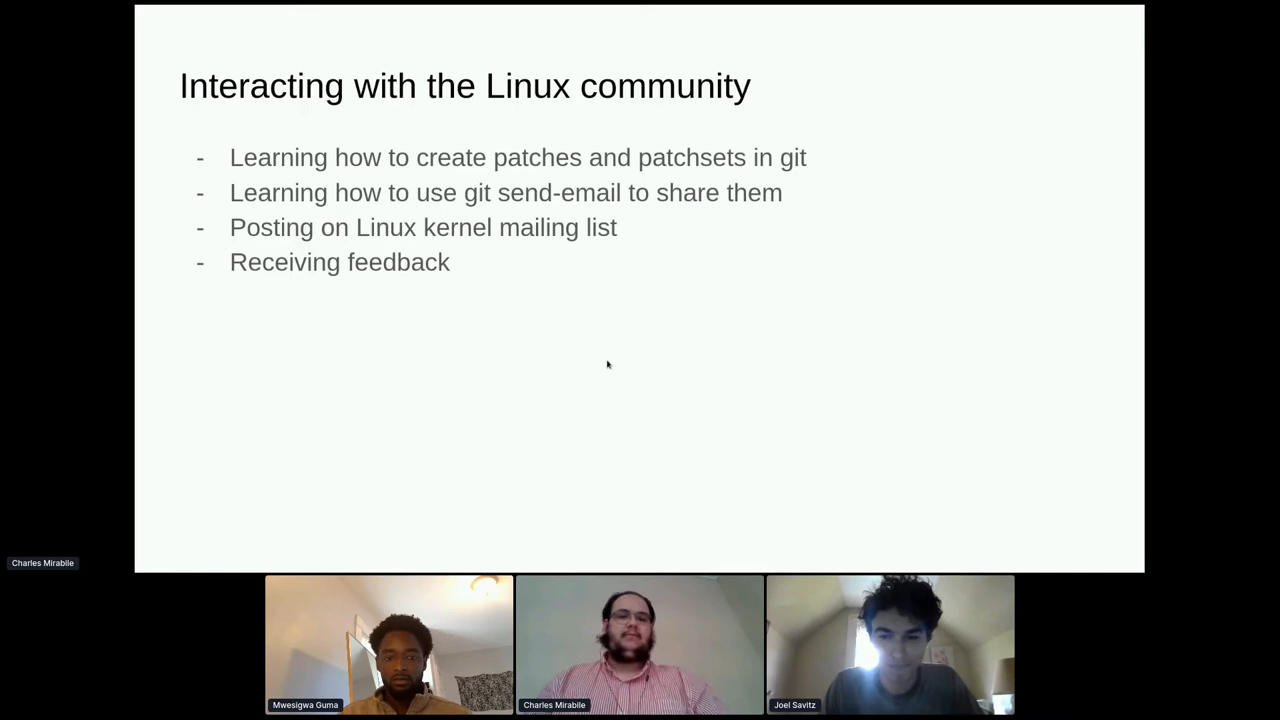 Interacting with the Linux community
- Learning how to create patches and patchsets in git
- Learning how to use git send-email to share them
- Posting on Linux kernel mailing list
- Receiving feedback
Charles Mirabile
Mwesigwa Guma
Charles Mirabile
Joel Savitz